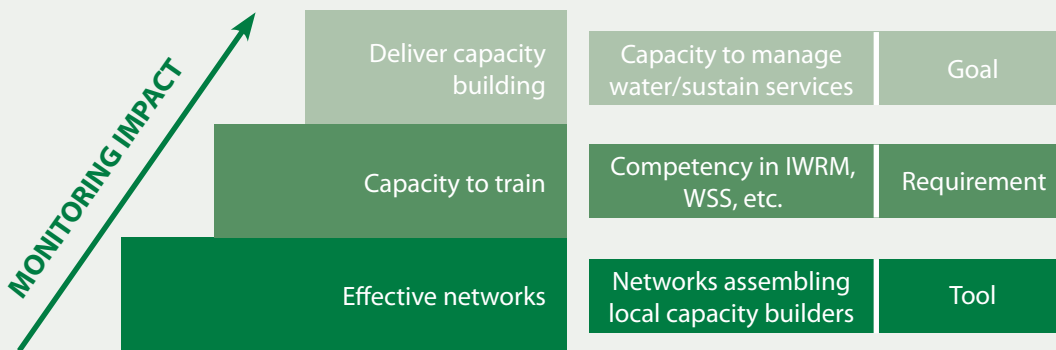 MONITORING IMPACT
Deliver capacity
building
Capacity to manage
water/sustain services
Goal
Capacity to train
Competency in IWRM,
WSS, etc.
Requirement
Effective networks
Networks assembling
local capacity builders
Tool